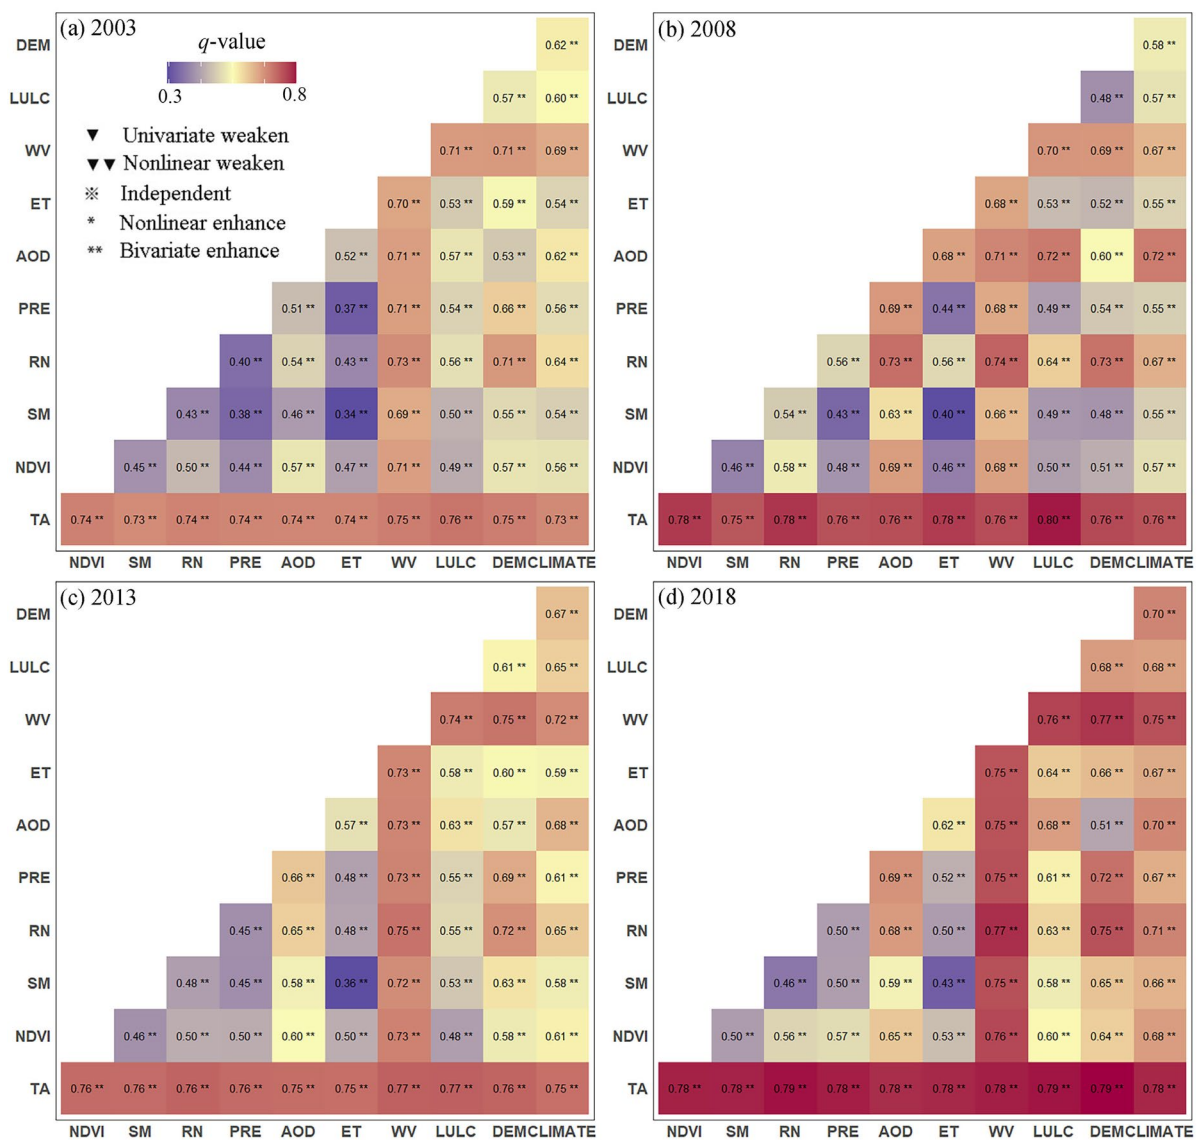 (a) 2003
q-value
0.3 0.8
▼ Univariate weaken
▼▼ Nonlinear weaken
※ Independent
* Nonlinear enhance
** Bivariate enhance
DEM 0.62 **
LULC 0.57 ** 0.60 **
WV 0.71 ** 0.71 ** 0.69 **
ET 0.70 ** 0.53 ** 0.59 ** 0.54 **
AOD 0.52 ** 0.71 ** 0.57 ** 0.53 ** 0.62 **
PRE 0.51 ** 0.37 ** 0.71 ** 0.54 ** 0.66 ** 0.56 **
RN 0.40 ** 0.54 ** 0.43 ** 0.73 ** 0.56 ** 0.71 ** 0.64 **
SM 0.43 ** 0.38 ** 0.46 ** 0.34 ** 0.69 ** 0.50 ** 0.55 ** 0.54 **
NDVI 0.45 ** 0.50 ** 0.44 ** 0.57 ** 0.47 ** 0.71 ** 0.49 ** 0.57 ** 0.56 **
TA 0.74 ** 0.73 ** 0.74 ** 0.74 ** 0.74 ** 0.74 ** 0.75 ** 0.76 ** 0.75 ** 0.73 **
NDVI SM RN PRE AOD ET WV LULC DEM CLIMATE
(b) 2008
DEM 0.58 **
LULC 0.48 ** 0.57 **
WV 0.70 ** 0.69 ** 0.67 **
ET 0.68 ** 0.53 ** 0.52 ** 0.55 **
AOD 0.68 ** 0.71 ** 0.72 ** 0.60 ** 0.72 **
PRE 0.69 ** 0.44 ** 0.68 ** 0.49 ** 0.54 ** 0.55 **
RN 0.56 ** 0.73 ** 0.56 ** 0.74 ** 0.64 ** 0.73 ** 0.67 **
SM 0.54 ** 0.43 ** 0.63 ** 0.40 ** 0.66 ** 0.49 ** 0.48 ** 0.55 **
NDVI 0.46 ** 0.58 ** 0.48 ** 0.69 ** 0.46 ** 0.68 ** 0.50 ** 0.51 ** 0.57 **
TA 0.78 ** 0.75 ** 0.78 ** 0.76 ** 0.76 ** 0.78 ** 0.76 ** 0.80 ** 0.76 ** 0.76 **
NDVI SM RN PRE AOD ET WV LULC DEM CLIMATE
(c) 2013
DEM 0.67 **
LULC 0.61 ** 0.65 **
WV 0.74 ** 0.75 ** 0.72 **
ET 0.73 ** 0.58 ** 0.60 ** 0.59 **
AOD 0.57 ** 0.73 ** 0.63 ** 0.57 ** 0.68 **
PRE 0.66 ** 0.48 ** 0.73 ** 0.55 ** 0.69 ** 0.61 **
RN 0.45 ** 0.65 ** 0.48 ** 0.75 ** 0.55 ** 0.72 ** 0.65 **
SM 0.48 ** 0.45 ** 0.58 ** 0.36 ** 0.72 ** 0.53 ** 0.63 ** 0.58 **
NDVI 0.46 ** 0.50 ** 0.50 ** 0.60 ** 0.50 ** 0.73 ** 0.48 ** 0.58 ** 0.61 **
TA 0.76 ** 0.76 ** 0.76 ** 0.76 ** 0.75 ** 0.75 ** 0.77 ** 0.77 ** 0.76 ** 0.75 **
NDVI SM RN PRE AOD ET WV LULC DEM CLIMATE
(d) 2018
DEM 0.70 **
LULC 0.68 ** 0.68 **
WV 0.76 ** 0.77 ** 0.75 **
ET 0.75 ** 0.64 ** 0.66 ** 0.67 **
AOD 0.62 ** 0.75 ** 0.68 ** 0.51 ** 0.70 **
PRE 0.69 ** 0.52 ** 0.75 ** 0.61 ** 0.72 ** 0.67 **
RN 0.50 ** 0.68 ** 0.50 ** 0.77 ** 0.63 ** 0.75 ** 0.71 **
SM 0.46 ** 0.50 ** 0.59 ** 0.43 ** 0.75 ** 0.58 ** 0.65 ** 0.66 **
NDVI 0.50 ** 0.56 ** 0.57 ** 0.65 ** 0.53 ** 0.76 ** 0.60 ** 0.64 ** 0.68 **
TA 0.78 ** 0.78 ** 0.79 ** 0.78 ** 0.78 ** 0.78 ** 0.78 ** 0.79 ** 0.79 ** 0.78 **
NDVI SM RN PRE AOD ET WV LULC DEM CLIMATE